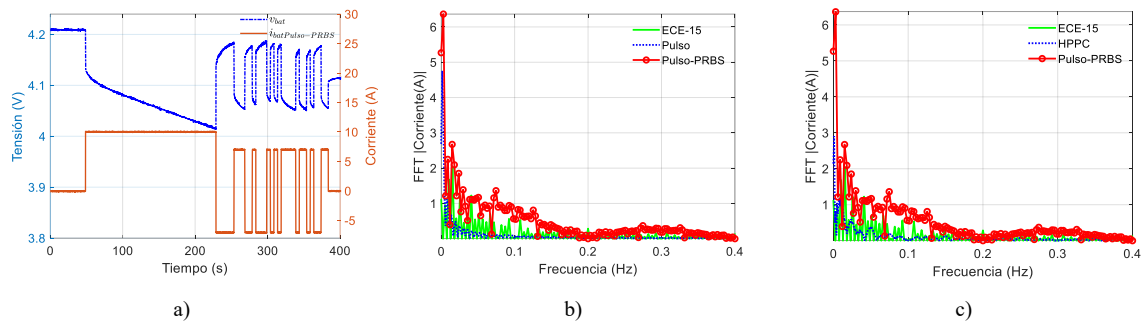 v_bat
i_batPulso−PRBS
Tensión (V)
4.2
4.1
4
3.9
3.8
0
100
200
300
400
Tiempo (s)
30
25
20
15
10
5
0
-5
Corriente (A)
a)
FFT |Corriente(A)|
6
5
4
3
2
1
0
0.1
0.2
0.3
0.4
Frecuencia (Hz)
ECE-15
Pulso
Pulso-PRBS
b)
FFT |Corriente(A)|
6
5
4
3
2
1
0
0.1
0.2
0.3
0.4
Frecuencia (Hz)
ECE-15
HPPC
Pulso-PRBS
c)